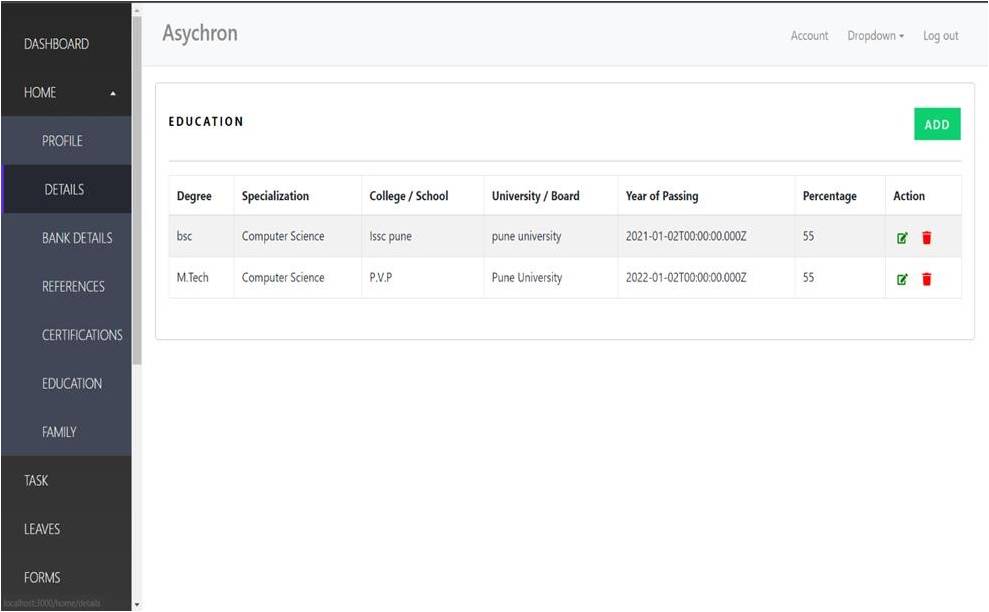 Asychron
Account Dropdown Log out
DASHBOARD
HOME
PROFILE
DETAILS
BANK DETAILS
REFERENCES
CERTIFICATIONS
EDUCATION
FAMILY
TASK
LEAVES
FORMS
localhost:3000/home/details
EDUCATION
ADD
Degree Specialization College / School University / Board Year of Passing Percentage Action
bsc Computer Science Issc pune pune university 2021-01-02T00:00:00.000Z 55
M.Tech Computer Science P.V.P Pune University 2022-01-02T00:00:00.000Z 55